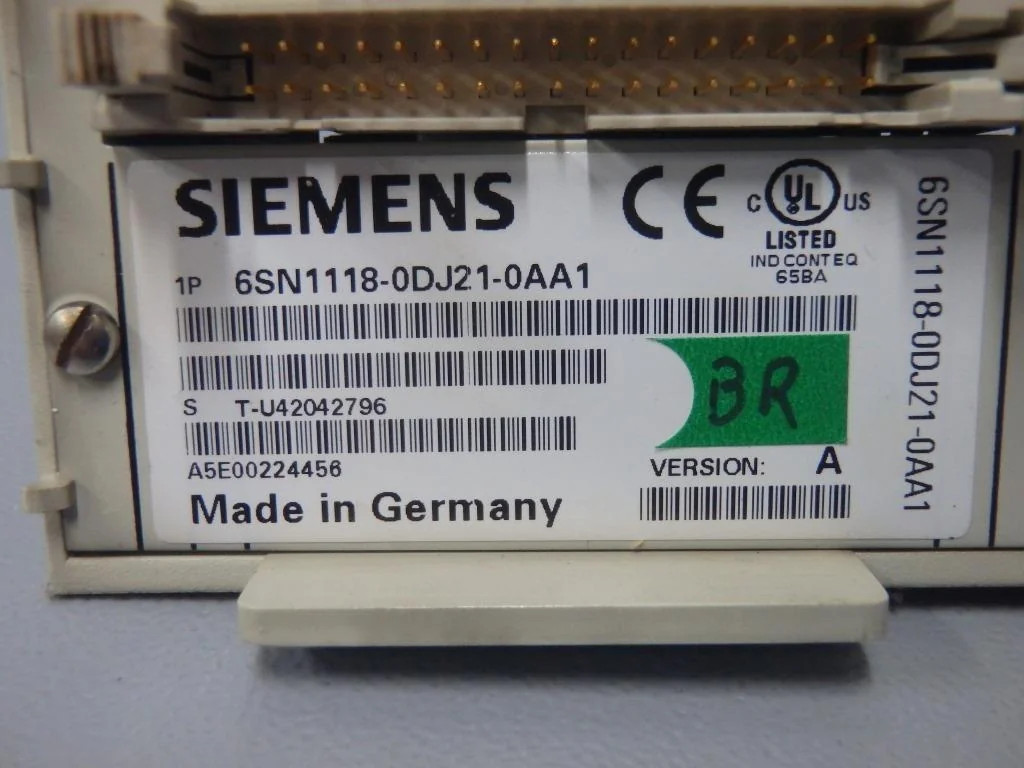 SIEMENS
CE
C UL US
LISTED
IND CONT EQ
65BA
1P 6SN1118-0DJ21-0AA1
BR
S T-U42042796
A5E00224456
VERSION: A
Made in Germany
6SN1118-0DJ21-0AA1